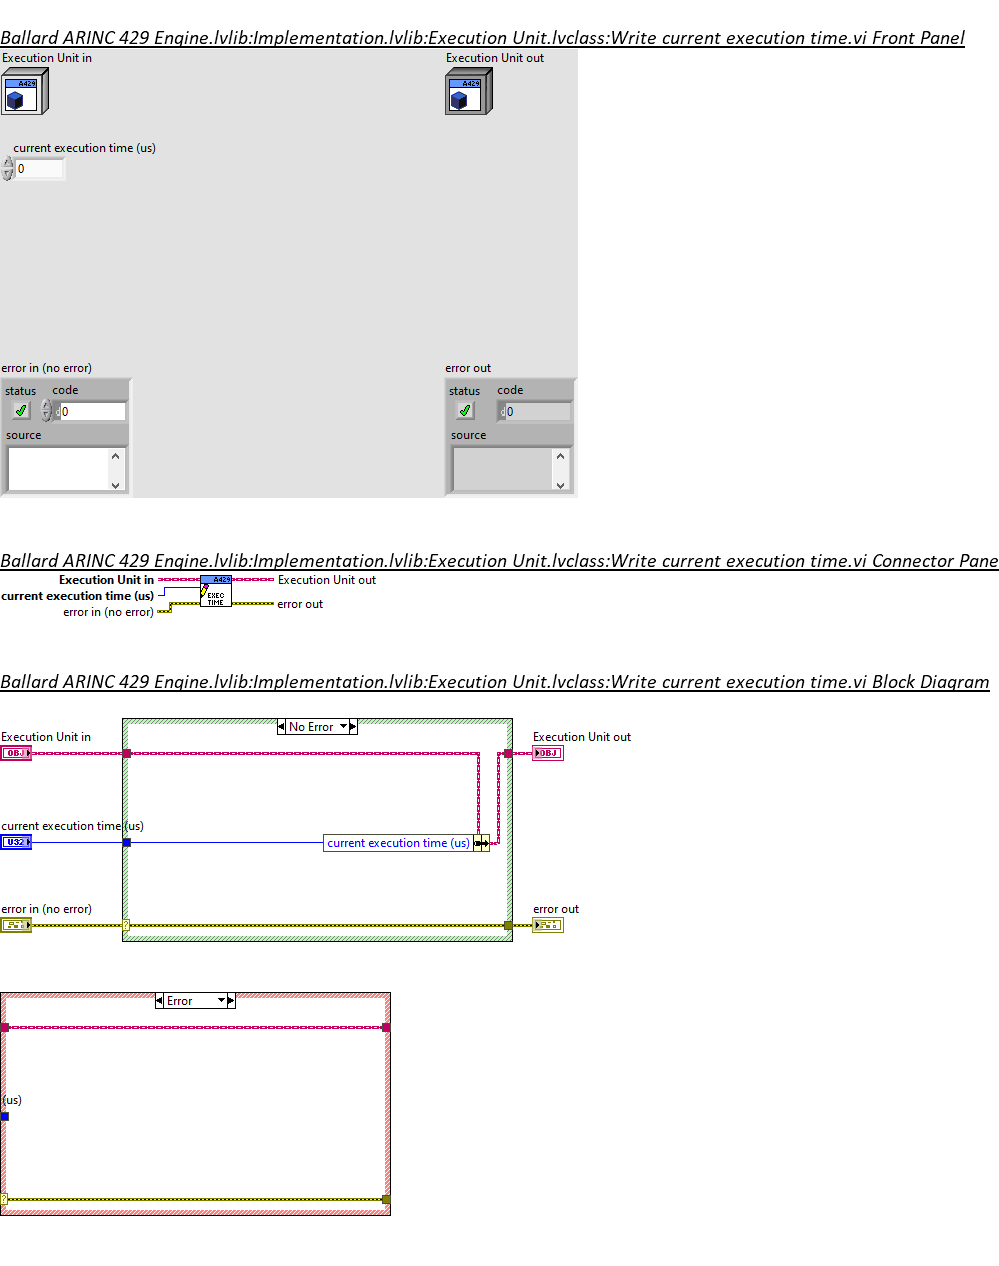 Ballard ARINC 429 Engine.lvlib:Implementation.lvlib:Execution Unit.lvclass:Write current execution time.vi Front Panel
Execution Unit in
Execution Unit out
A429
A429
current execution time (us)
0
error in (no error)
error out
status code
status code
d 0
d 0
source
source
Ballard ARINC 429 Engine.lvlib:Implementation.lvlib:Execution Unit.lvclass:Write current execution time.vi Connector Pane
Execution Unit in
A429
Execution Unit out
current execution time (us)
EXEC
TIME
error in (no error)
error out
Ballard ARINC 429 Engine.lvlib:Implementation.lvlib:Execution Unit.lvclass:Write current execution time.vi Block Diagram
No Error
Execution Unit in
Execution Unit out
OBJ
OBJ
current execution time (us)
U32
current execution time (us)
error in (no error)
error out
?
Error
(us)
?